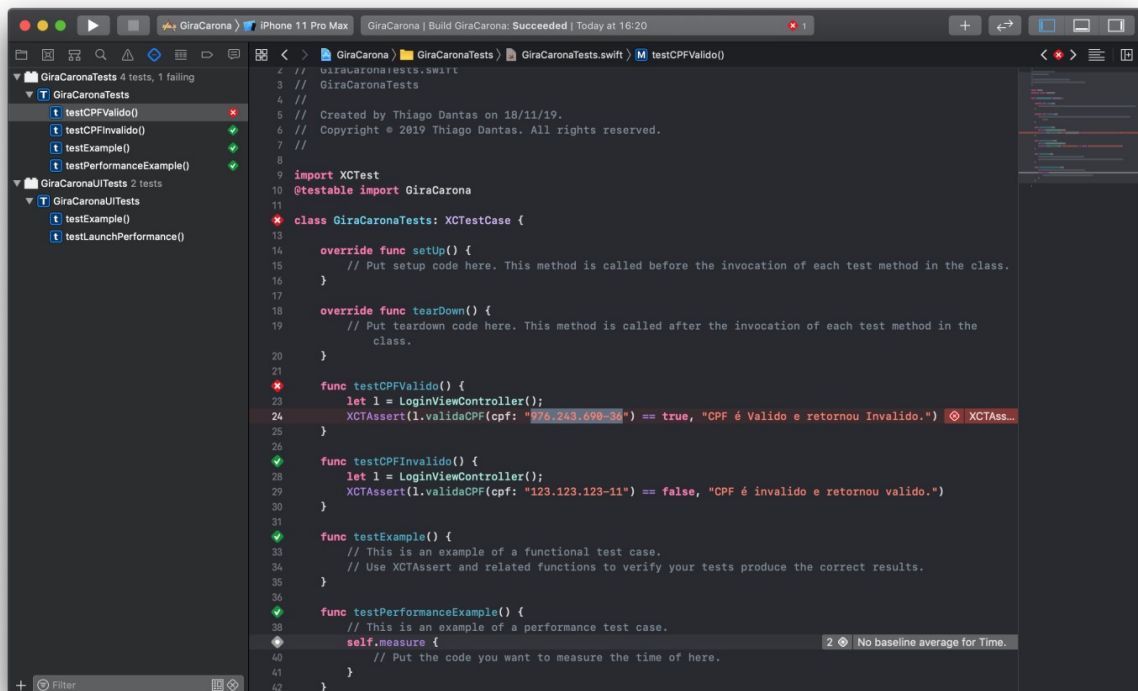 GiraCarona
iPhone 11 Pro Max
GiraCarona | Build GiraCarona: Succeeded | Today at 16:20
1
GiraCarona
GiraCaronaTests
GiraCaronaTests.swift
M testCPFValido()
GiraCaronaTests 4 tests, 1 failing
T GiraCaronaTests
t testCPFValido()
t testCPFInvalido()
t testExample()
t testPerformanceExample()
GiraCaronaUITests 2 tests
T GiraCaronaUITests
t testExample()
t testLaunchPerformance()
Filter
2 // GiraCaronaTests.swift
3 // GiraCaronaTests
4 //
5 // Created by Thiago Dantas on 18/11/19.
6 // Copyright © 2019 Thiago Dantas. All rights reserved.
7 //
8
9 import XCTest
10 @testable import GiraCarona
11
class GiraCaronaTests: XCTestCase {
13
14 override func setUp() {
15 // Put setup code here. This method is called before the invocation of each test method in the class.
16 }
17
18 override func tearDown() {
19 // Put teardown code here. This method is called after the invocation of each test method in the
class.
20 }
21
func testCPFValido() {
23 let l = LoginViewController();
24 XCTAssert(l.validaCPF(cpf: "976.243.690-36") == true, "CPF é Valido e retornou Invalido.") XCTAss...
25 }
26
func testCPFInvalido() {
28 let l = LoginViewController();
29 XCTAssert(l.validaCPF(cpf: "123.123.123-11") == false, "CPF é invalido e retornou valido.")
30 }
31
func testExample() {
33 // This is an example of a functional test case.
34 // Use XCTAssert and related functions to verify your tests produce the correct results.
35 }
36
func testPerformanceExample() {
38 // This is an example of a performance test case.
self.measure { 2 No baseline average for Time.
40 // Put the code you want to measure the time of here.
41 }
42 }